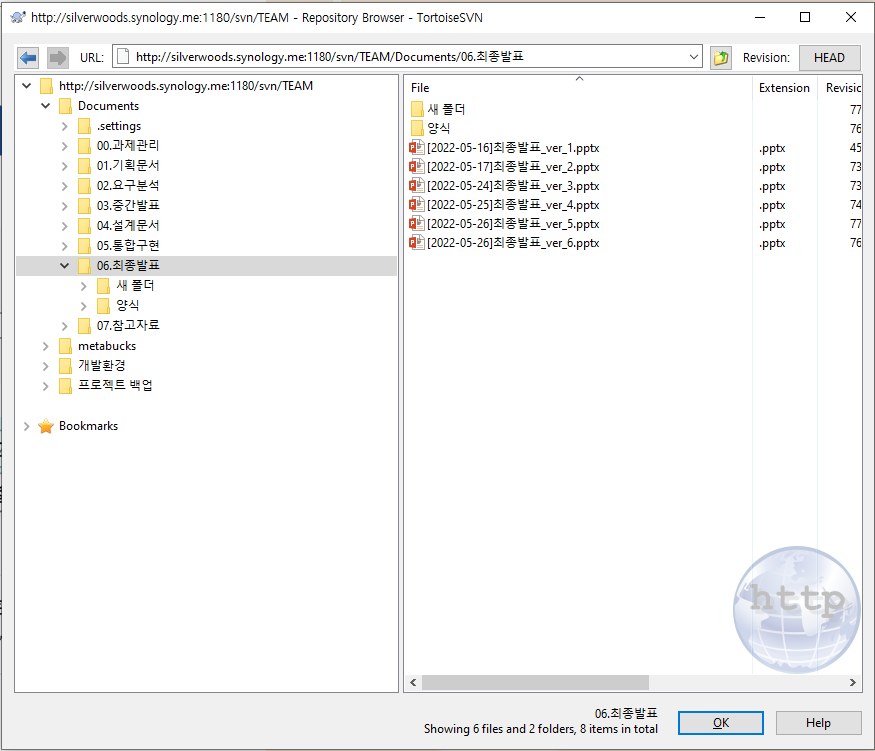 http://silverwoods.synology.me:1180/svn/TEAM - Repository Browser - TortoiseSVN
URL: http://silverwoods.synology.me:1180/svn/TEAM/Documents/06.최종발표 Revision: HEAD
http://silverwoods.synology.me:1180/svn/TEAM
Documents
.settings
00.과제관리
01.기획문서
02.요구분석
03.중간발표
04.설계문서
05.통합구현
06.최종발표
새 폴더
양식
07.참고자료
metabucks
개발환경
프로젝트 백업
Bookmarks
File Extension Revisic
새 폴더 77
양식 76
[2022-05-16]최종발표_ver_1.pptx .pptx 45
[2022-05-17]최종발표_ver_2.pptx .pptx 73
[2022-05-24]최종발표_ver_3.pptx .pptx 73
[2022-05-25]최종발표_ver_4.pptx .pptx 74
[2022-05-26]최종발표_ver_5.pptx .pptx 77
[2022-05-26]최종발표_ver_6.pptx .pptx 76
http
06.최종발표
Showing 6 files and 2 folders, 8 items in total
OK Help